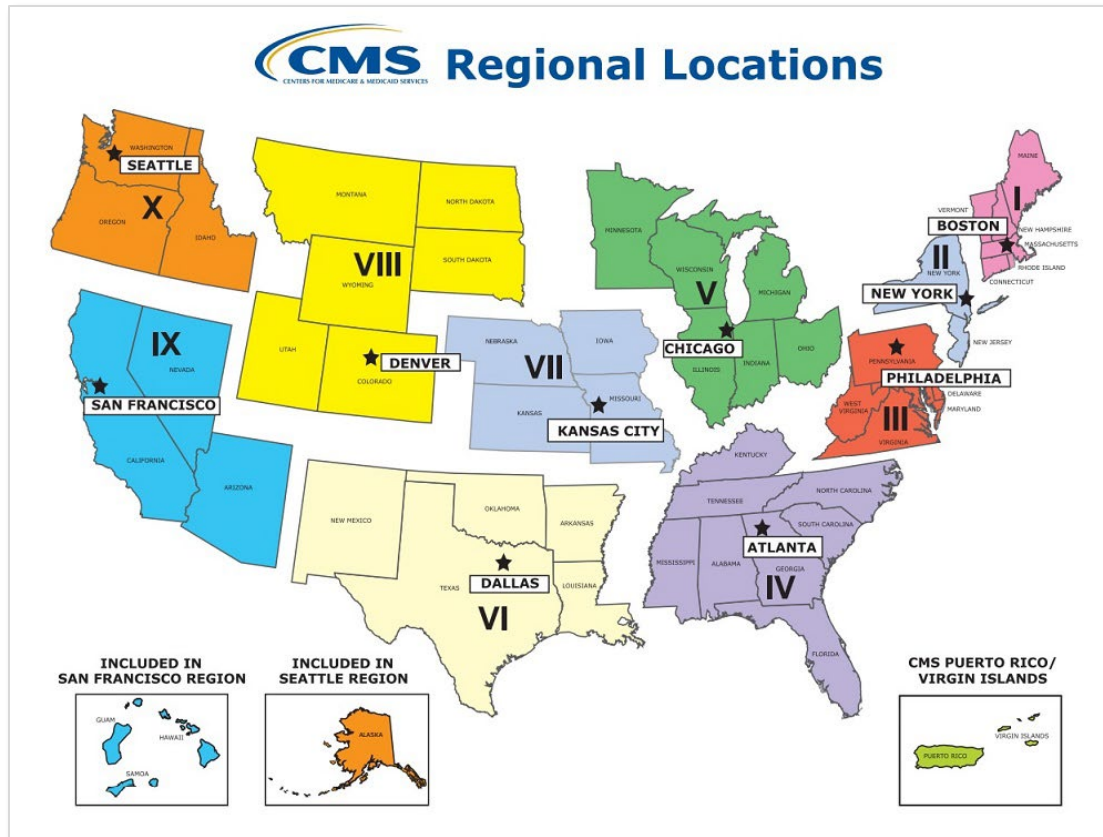 CMS
CENTERS FOR MEDICARE & MEDICAID SERVICES
Regional Locations
WASHINGTON
SEATTLE
X
OREGON
IDAHO
MONTANA
NORTH DAKOTA
SOUTH DAKOTA
VIII
WYOMING
UTAH
DENVER
COLORADO
IX
NEVADA
SAN FRANCISCO
CALIFORNIA
ARIZONA
NEBRASKA
IOWA
VII
KANSAS
MISSOURI
KANSAS CITY
MINNESOTA
WISCONSIN
MICHIGAN
V
CHICAGO
ILLINOIS
INDIANA
OHIO
MAINE
I
VERMONT
BOSTON
NEW HAMPSHIRE
MASSACHUSETTS
RHODE ISLAND
CONNECTICUT
II
NEW YORK
NEW YORK
NEW JERSEY
PENNSYLVANIA
PHILADELPHIA
DELAWARE
MARYLAND
WEST
VIRGINIA
III
VIRGINIA
NEW MEXICO
OKLAHOMA
ARKANSAS
TEXAS
DALLAS
LOUISIANA
VI
KENTUCKY
TENNESSEE
NORTH CAROLINA
SOUTH CAROLINA
MISSISSIPPI
ALABAMA
ATLANTA
GEORGIA
IV
FLORIDA
INCLUDED IN
SAN FRANCISCO REGION
GUAM
HAWAII
SAMOA
INCLUDED IN
SEATTLE REGION
ALASKA
CMS PUERTO RICO/
VIRGIN ISLANDS
VIRGIN ISLANDS
PUERTO RICO